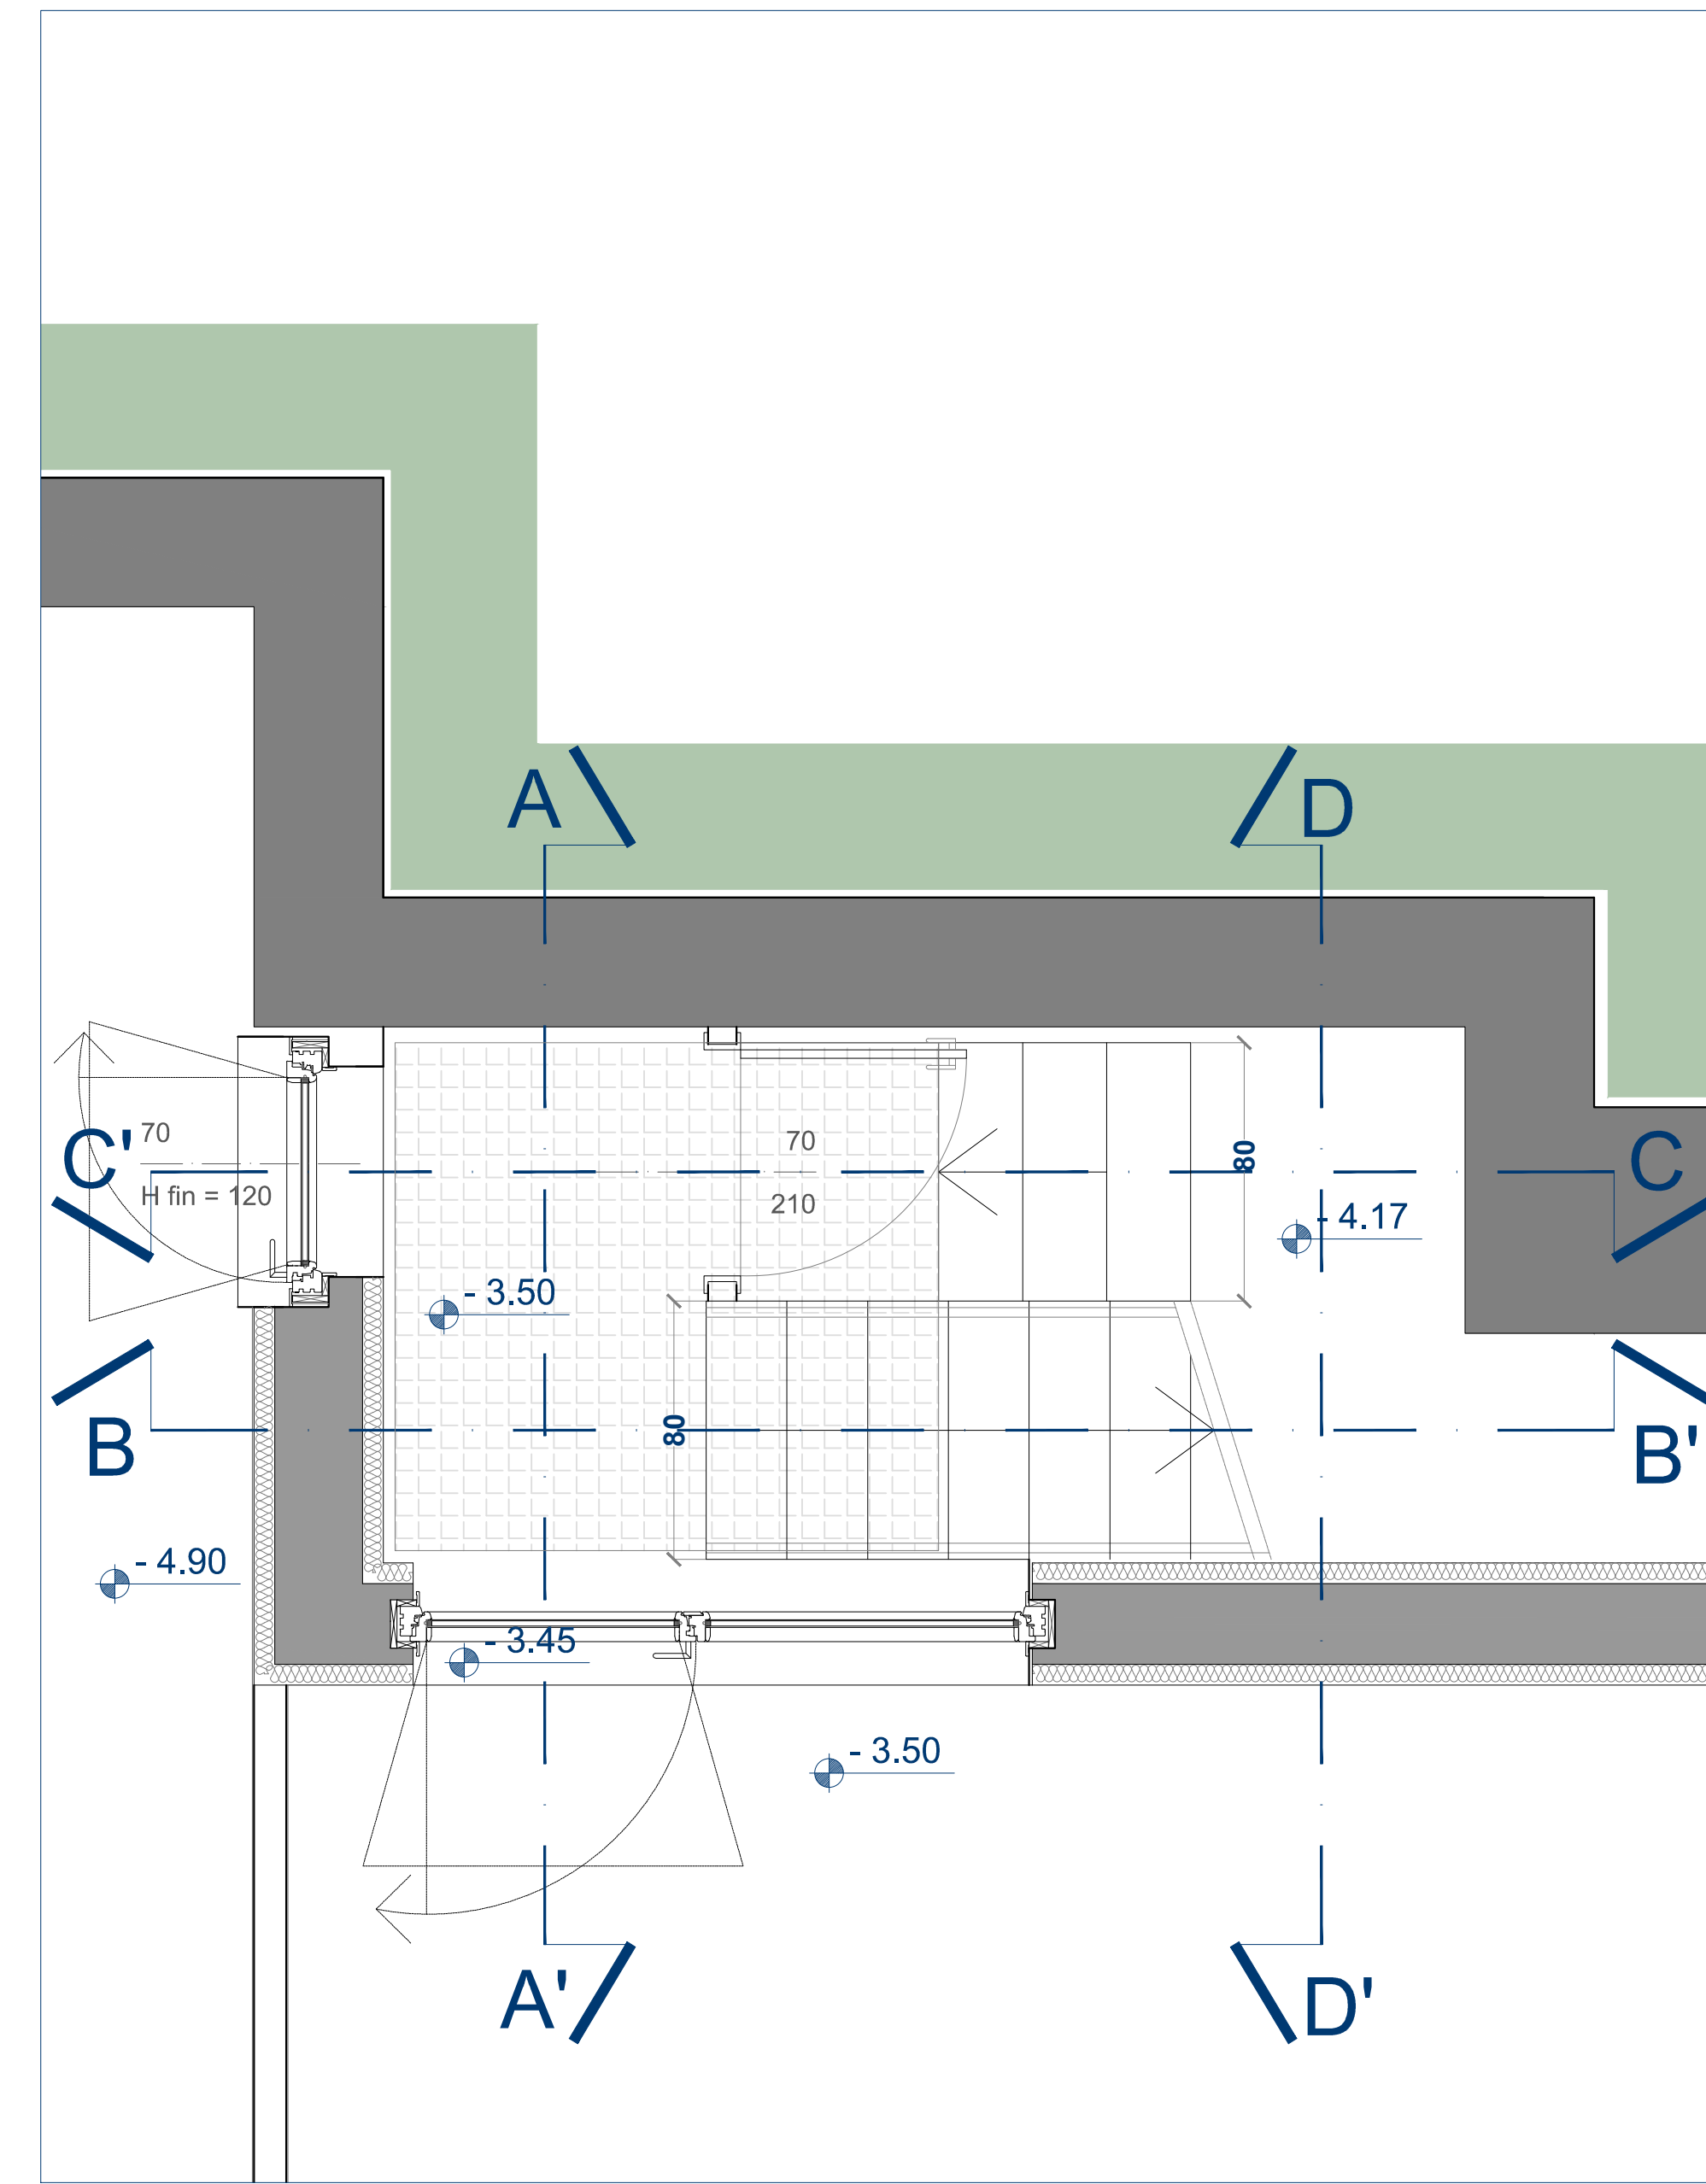 A
D
C'
70
70
80
C
H fin = 120
210
- 4.17
- 3.50
B
80
B'
- 4.90
- 3.45
- 3.50
A'
D'